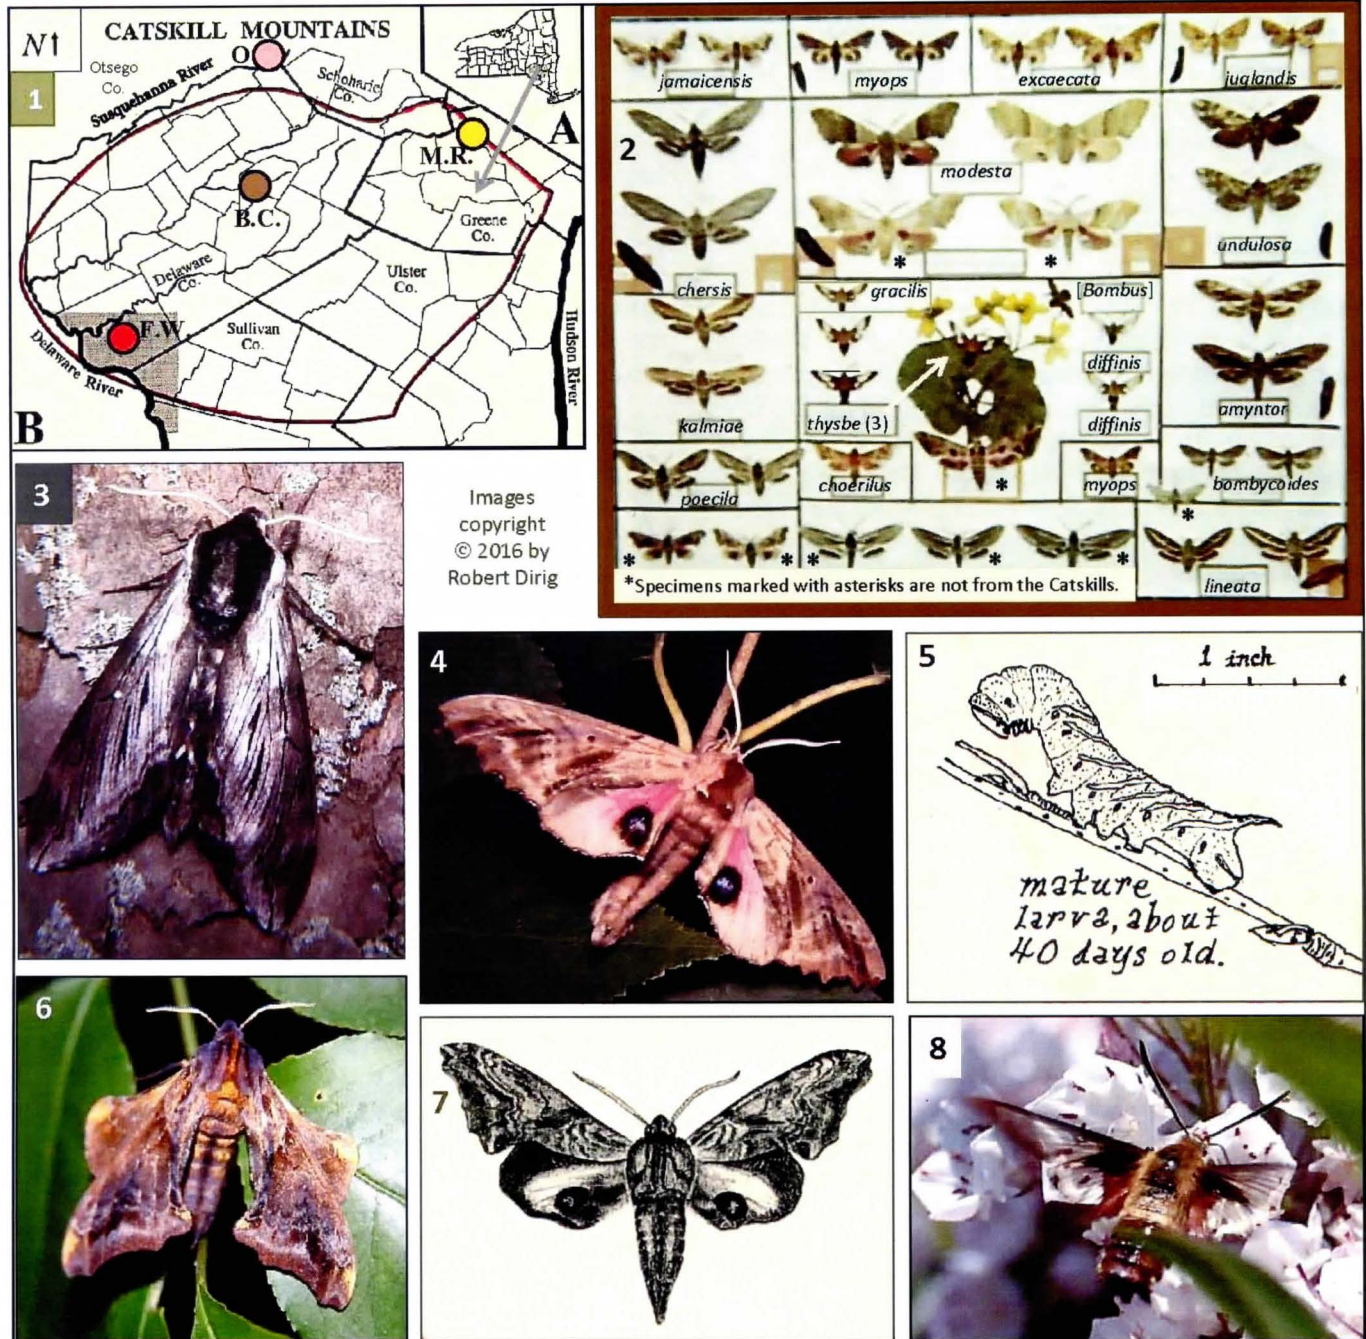 1
N↑
CATSKILL MOUNTAINS
O.
Otsego
Co.
Susquehanna River
Schoharie
Co.
A
M.R.
B.C.
Greene
Co.
Delaware
Co.
Ulster
Co.
F.W.
Sullivan
Co.
Delaware River
Hudson River
B
2
jamaicensis
myops
excaecata
juglandis
modesta
undulosa
*
*
chersis
gracilis
[Bombus]
diffinis
kalmiae
thysbe (3)
diffinis
amyntor
poecila
choerilus
*
myops
bombycoides
*
*
*
*
*
*
*Specimens marked with asterisks are not from the Catskills.
lineata
3
Images
copyright
© 2016 by
Robert Dirig
4
5
1 inch
mature
larva, about
40 days old.
6
7
8